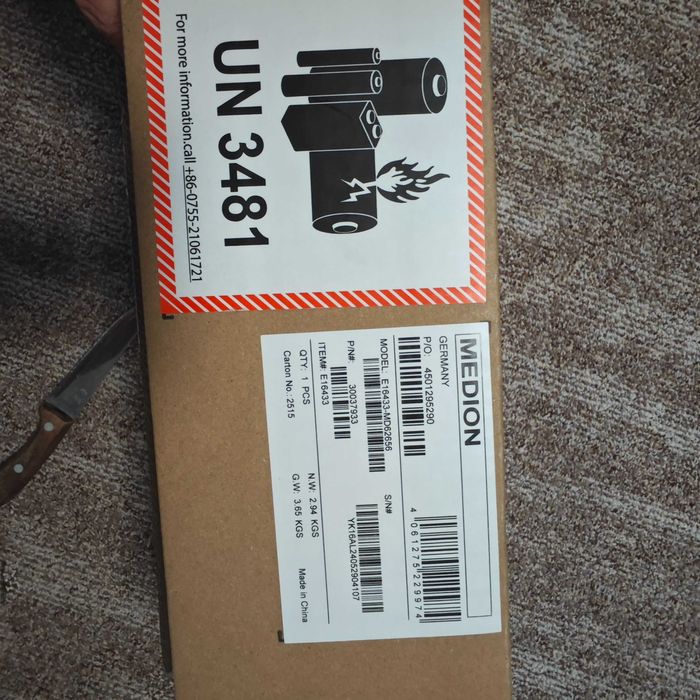 UN 3481
For more information.call +86-0755-21061721
MEDION
GERMANY
P/O: 4501295290
4 061275 229974
MODEL: E16433-MD62656
S/N#
YK16AL24052904107
P/N#: 30037933
ITEM#: E16433
QTY: 1 PCS
N.W: 2.94 KGS
Carton No.: 2515
G.W: 3.65 KGS
Made in China